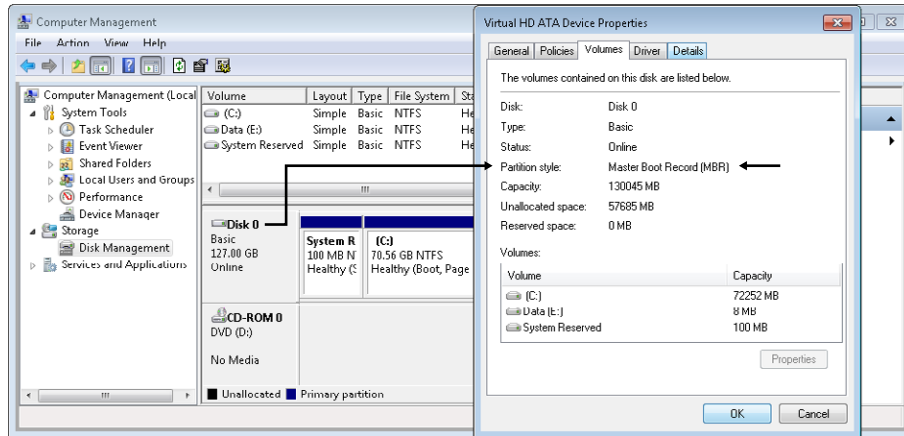 Computer Management
File Action View Help
Computer Management (Local
System Tools
Task Scheduler
Event Viewer
Shared Folders
Local Users and Groups
Performance
Device Manager
Storage
Disk Management
Services and Applications
Volume Layout Type File System Sta
(C:) Simple Basic NTFS He
Data (E:) Simple Basic NTFS He
System Reserved Simple Basic NTFS He
Disk 0
Basic
127.00 GB
Online
System R
100 MB N
Healthy (S
(C:)
70.56 GB NTFS
Healthy (Boot, Page
CD-ROM 0
DVD (D:)
No Media
Unallocated Primary partition
Virtual HD ATA Device Properties
General Policies Volumes Driver Details
The volumes contained on this disk are listed below.
Disk: Disk 0
Type: Basic
Status: Online
Partition style: Master Boot Record (MBR)
Capacity: 130045 MB
Unallocated space: 57685 MB
Reserved space: 0 MB
Volumes:
Volume Capacity
(C:) 72252 MB
Data (E:) 8 MB
System Reserved 100 MB
Properties
OK Cancel